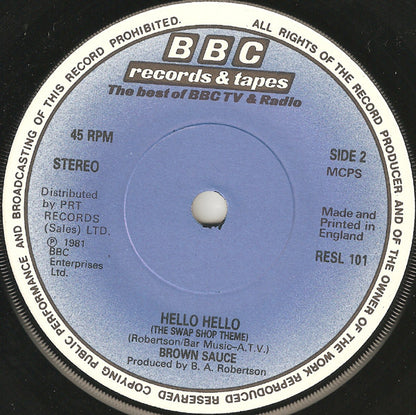 ALL RIGHTS OF THE RECORD PRODUCER AND OF THE OWNER OF THE WORK REPRODUCED RESERVED COPYING PUBLIC PERFORMANCE AND BROADCASTING OF THIS RECORD PROHIBITED.
BBC
records & tapes
The best of BBC TV & Radio
45 RPM
STEREO
Distributed
by PRT
RECORDS
(Sales) LTD.
Ⓟ 1981
BBC
Enterprises
Ltd.
SIDE 2
MCPS
Made and
Printed in
England
RESL 101
HELLO HELLO
(THE SWAP SHOP THEME)
(Robertson/Bar Music–A.T.V.)
BROWN SAUCE
Produced by B. A. Robertson